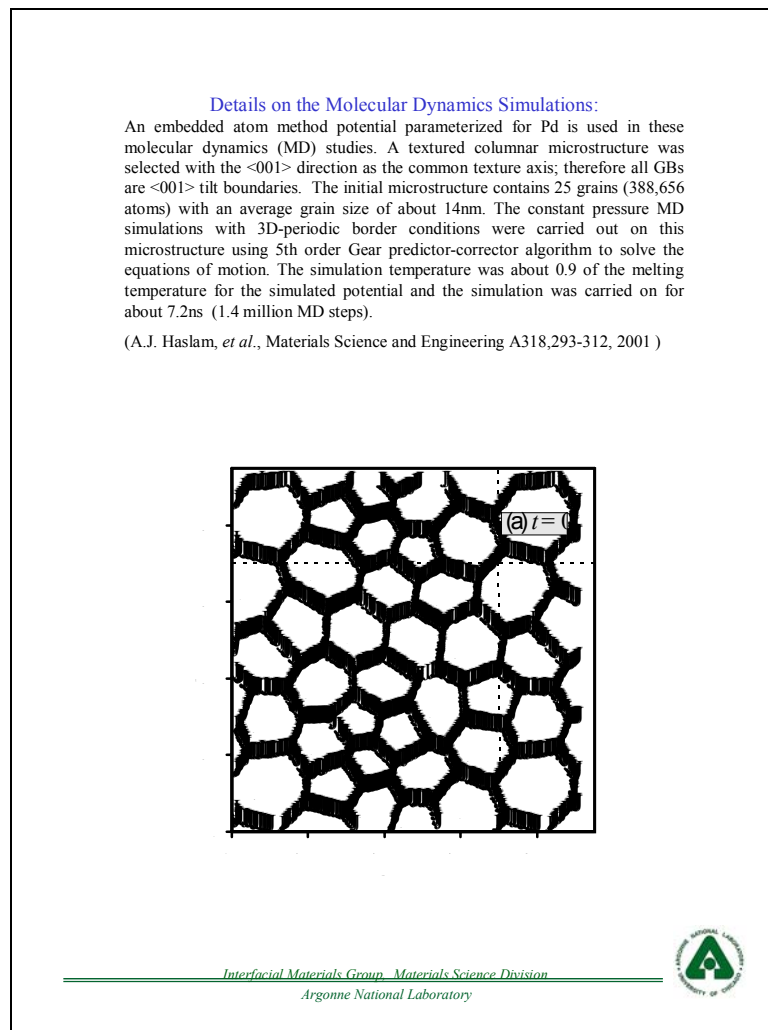 Details on the Molecular Dynamics Simulations:
An embedded atom method potential parameterized for Pd is used in these
molecular dynamics (MD) studies. A textured columnar microstructure was
selected with the <001> direction as the common texture axis; therefore all GBs
are <001> tilt boundaries. The initial microstructure contains 25 grains (388,656
atoms) with an average grain size of about 14nm. The constant pressure MD
simulations with 3D-periodic border conditions were carried out on this
microstructure using 5th order Gear predictor-corrector algorithm to solve the
equations of motion. The simulation temperature was about 0.9 of the melting
temperature for the simulated potential and the simulation was carried on for
about 7.2ns (1.4 million MD steps).
(A.J. Haslam, et al., Materials Science and Engineering A318,293-312, 2001 )
(a) t=
Interfacial Materials Group, Materials Science Division
Argonne National Laboratory
ARGONNE NATIONAL LABORATORY
UNIVERSITY OF CHICAGO